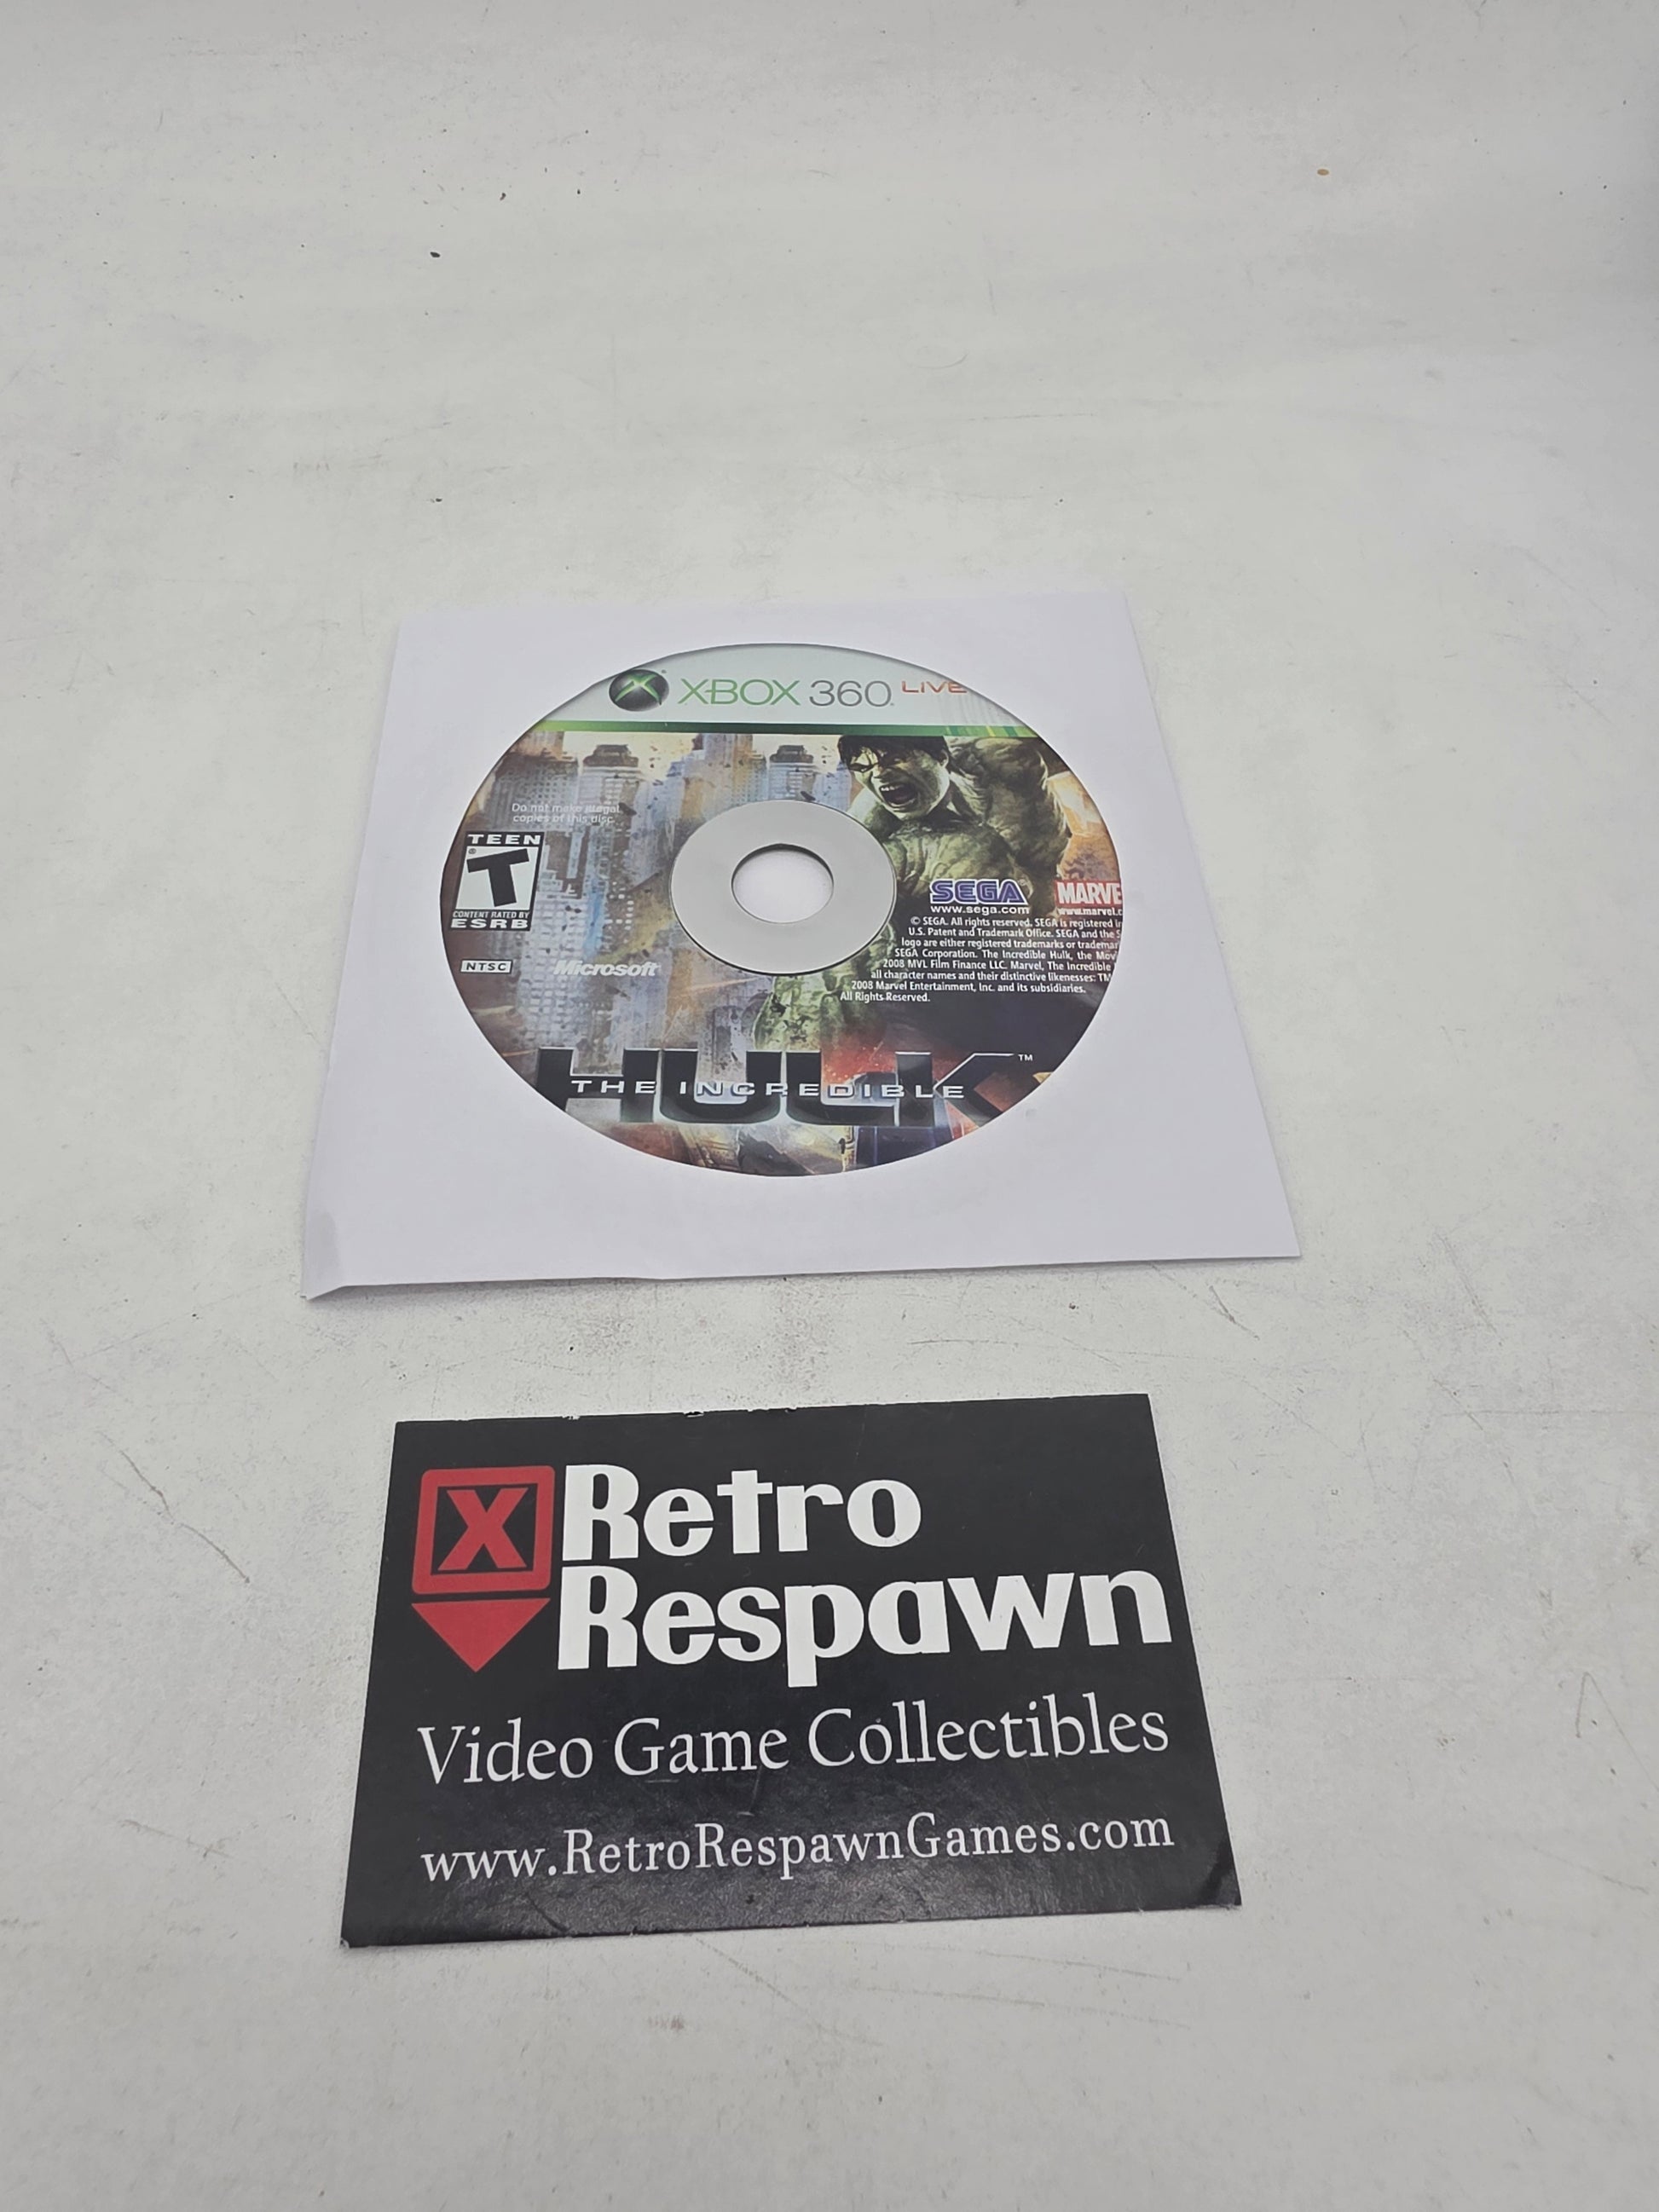 XBOX 360 LIVE
Do not make illegal
copies of this disc.
TEEN
T
CONTENT RATED BY
ESRB
NTSC
Microsoft
SEGA
www.sega.com
MARVE
www.marvel.c
© SEGA. All rights reserved. SEGA is registered in
U.S. Patent and Trademark Office. SEGA and the S
logo are either registered trademarks or trademar
SEGA Corporation. The Incredible Hulk, the Mov
2008 MVL Film Finance LLC. Marvel, The Incredible
all character names and their distinctive likenesses: TM
2008 Marvel Entertainment, Inc. and its subsidiaries.
All Rights Reserved.
THE INCREDIBLE
HULK™
X
Retro
Respawn
Video Game Collectibles
www.RetroRespawnGames.com